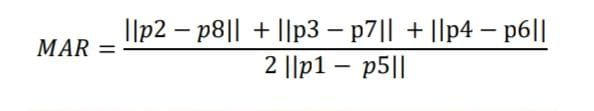 MAR = ||p2 – p8|| + ||p3 – p7|| + ||p4 – p6||
2 ||p1 – p5||